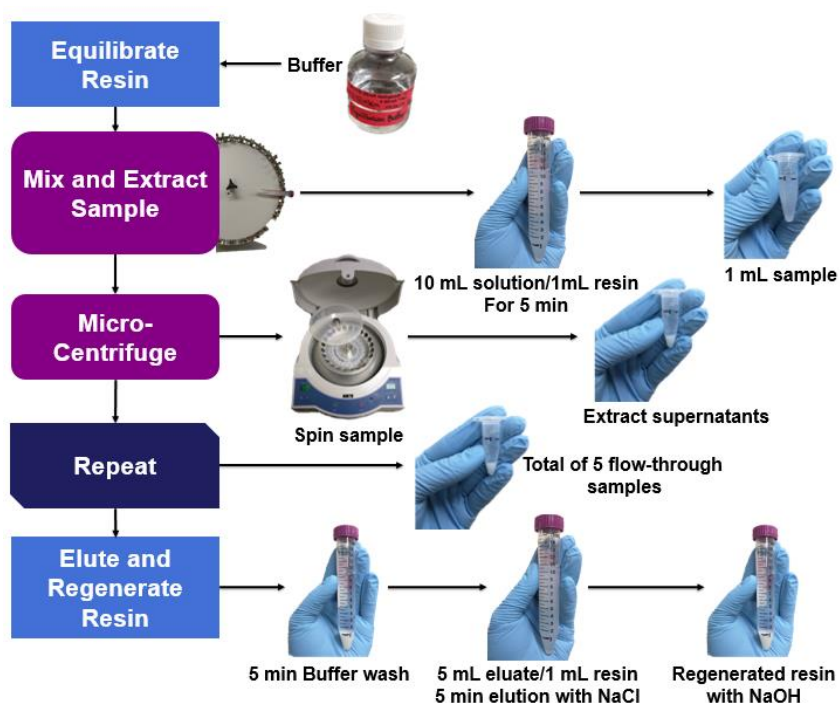 Equilibrate
Resin
Buffer
Mix and Extract
Sample
10 mL solution/1mL resin
For 5 min
1 mL sample
Micro-
Centrifuge
Spin sample
Extract supernatants
Repeat
Total of 5 flow-through
samples
Elute and
Regenerate
Resin
5 min Buffer wash
5 mL eluate/1 mL resin
5 min elution with NaCl
Regenerated resin
with NaOH